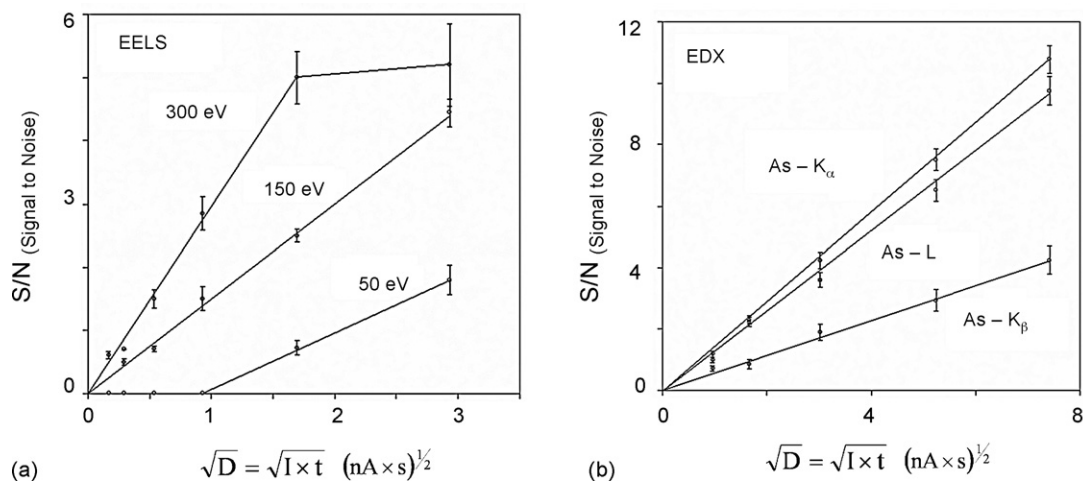 6
EELS
300 eV
150 eV
50 eV
3
0
0 1 2 3
S/N (Signal to Noise)
√D = √I × t (nA × s)^½
(a)
12
EDX
As – Kα
As – L
As – Kβ
8
4
0
0 4 8
S/N (Signal to Noise)
√D = √I × t (nA × s)^½
(b)